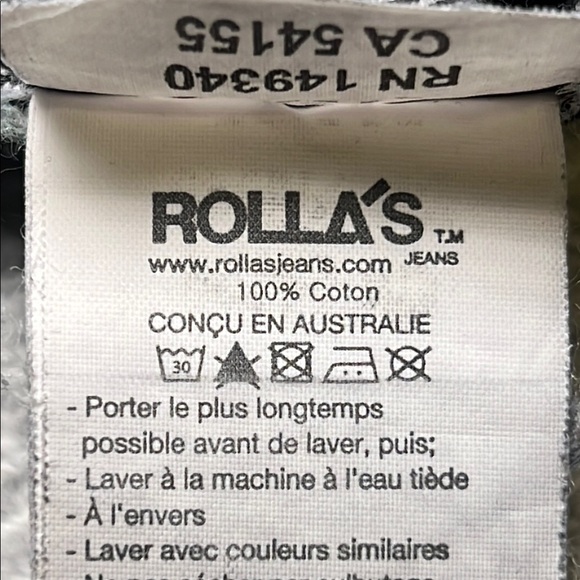 CA 54155
RN 149340
ROLLA'S T.M
www.rollasjeans.com JEANS
100% Coton
CONÇU EN AUSTRALIE
30
- Porter le plus longtemps
possible avant de laver, puis;
- Laver à la machine à l'eau tiède
- À l'envers
- Laver avec couleurs similaires